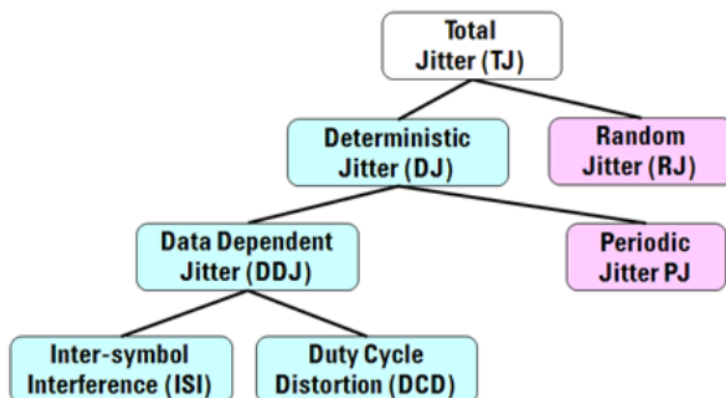 Total
Jitter (TJ)
Deterministic
Jitter (DJ)
Random
Jitter (RJ)
Data Dependent
Jitter (DDJ)
Periodic
Jitter PJ
Inter-symbol
Interference (ISI)
Duty Cycle
Distortion (DCD)